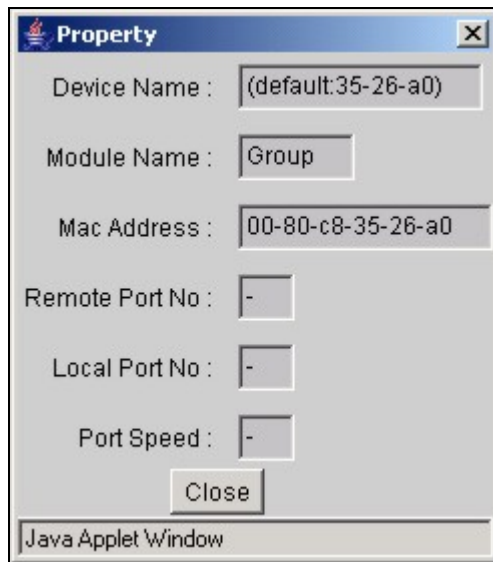 Property
Device Name : (default:35-26-a0)
Module Name : Group
Mac Address : 00-80-c8-35-26-a0
Remote Port No : -
Local Port No : -
Port Speed : -
Close
Java Applet Window